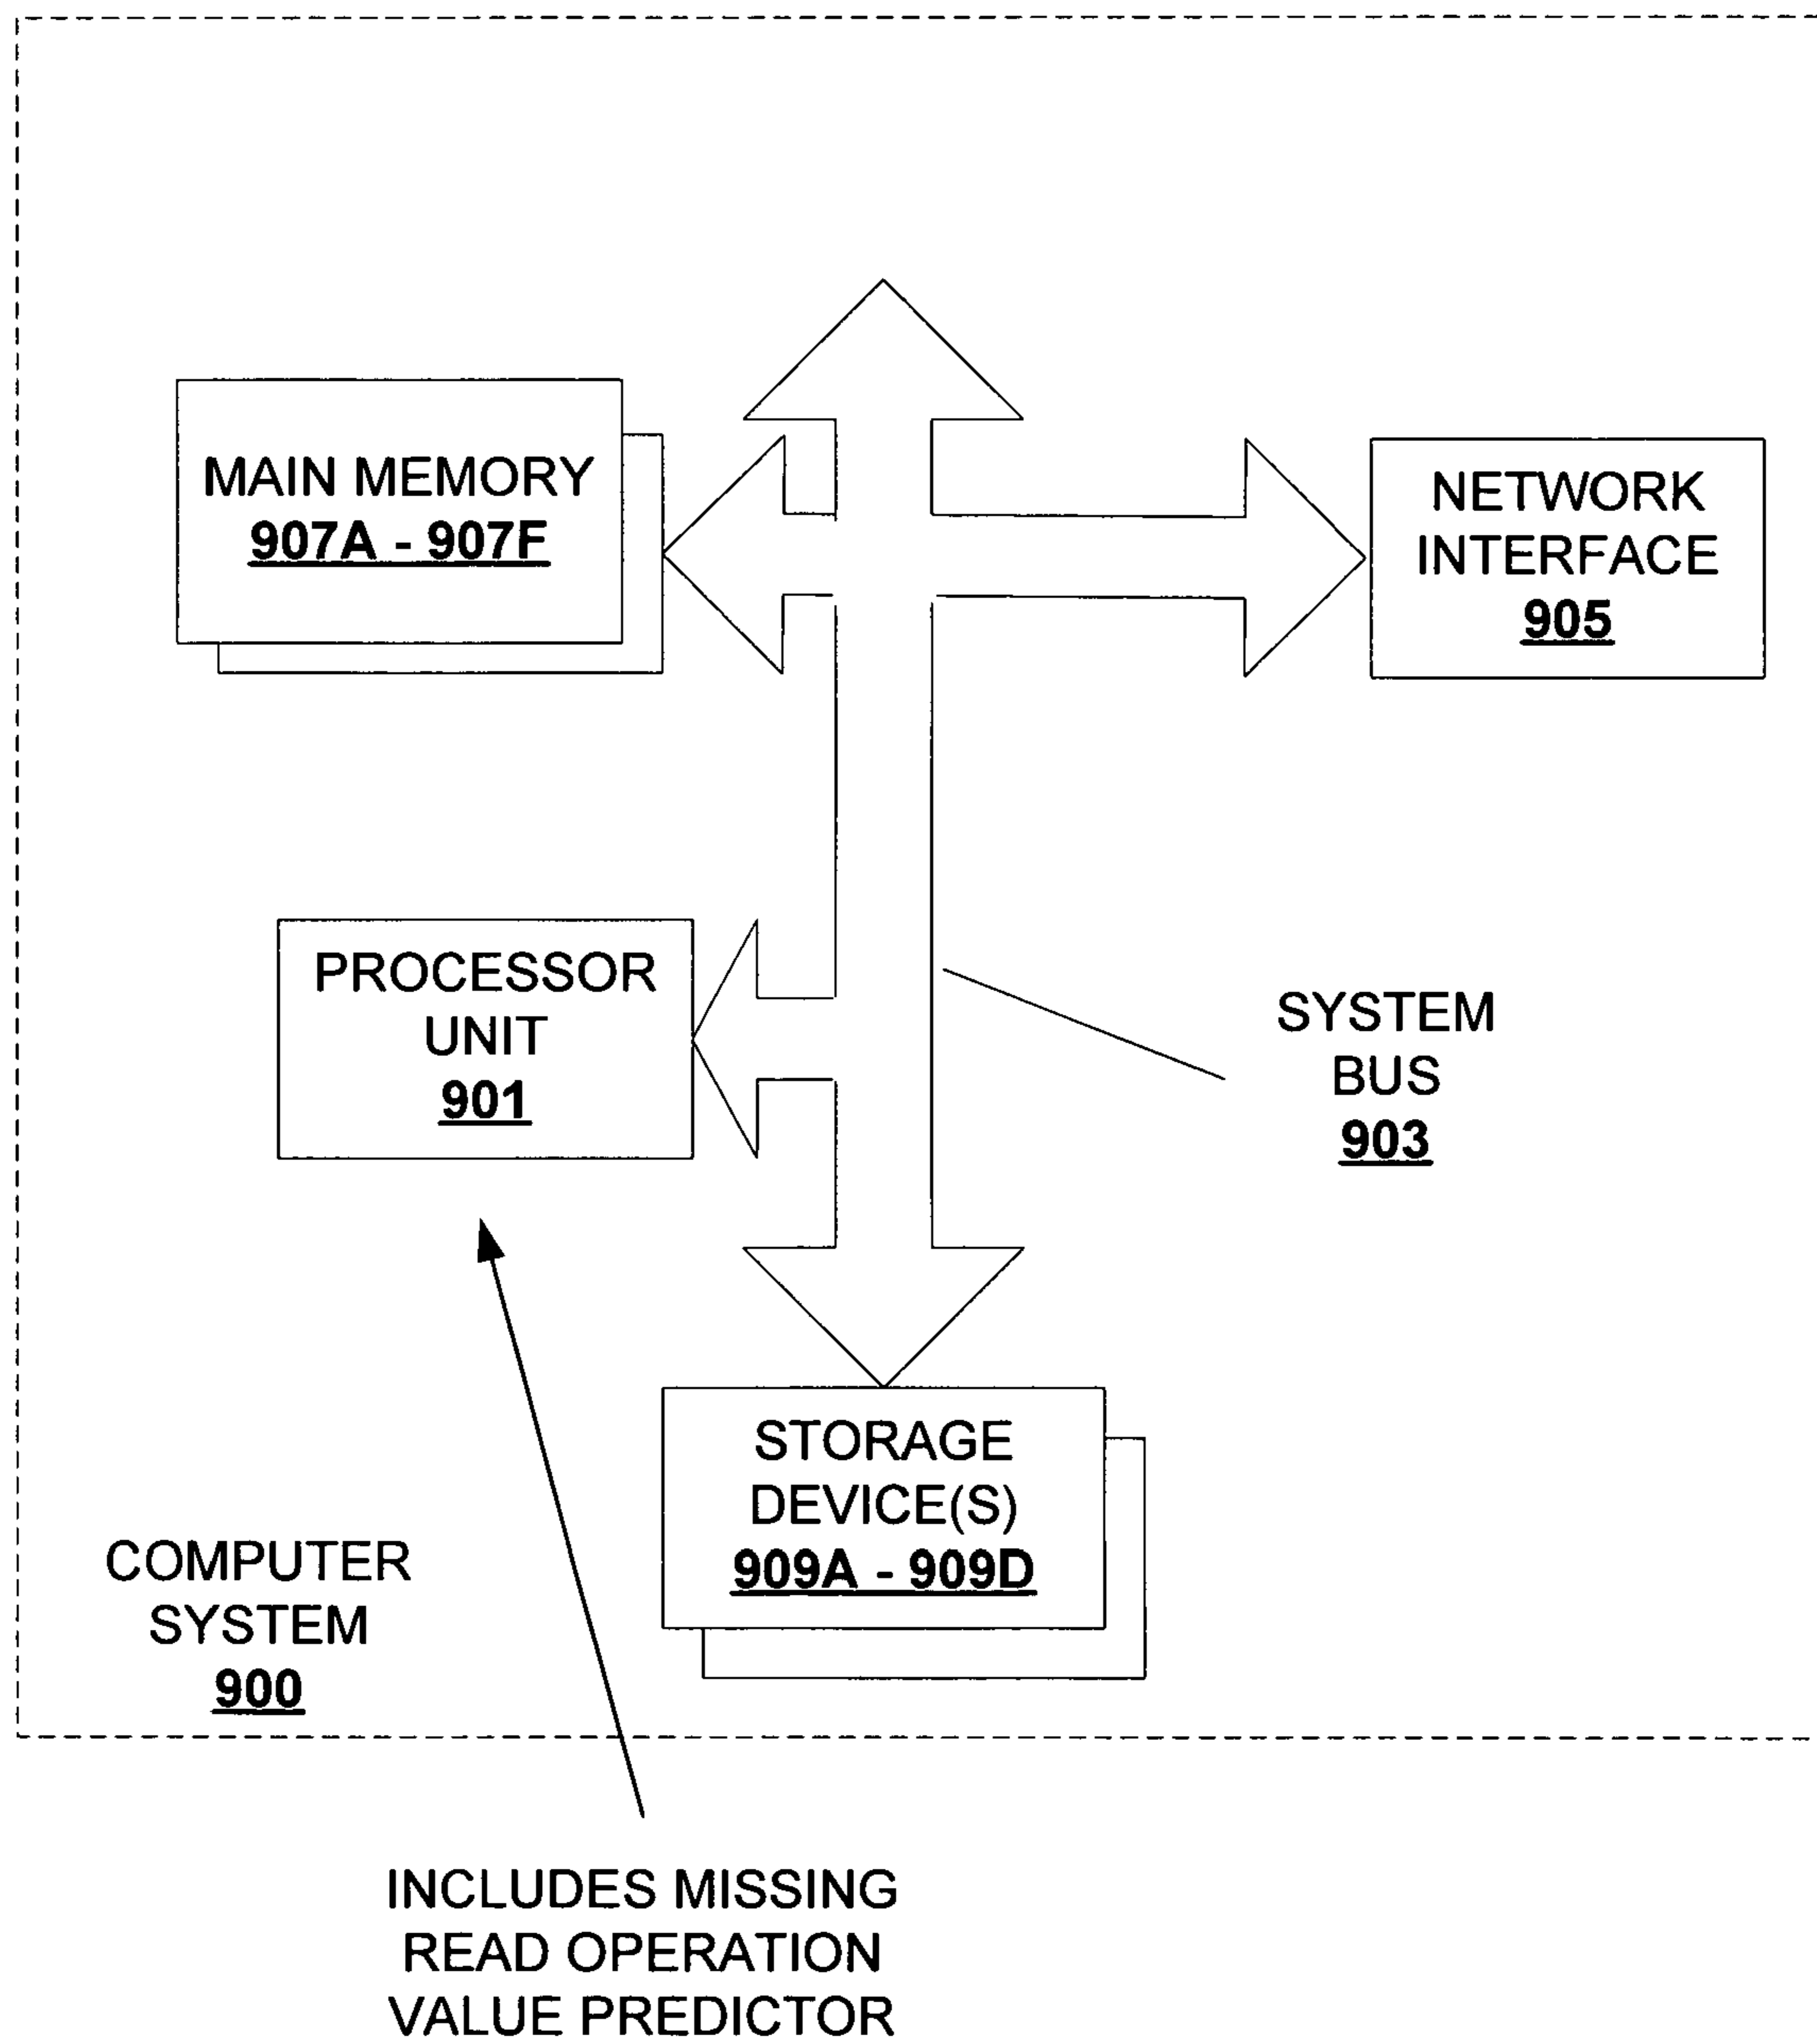 MAIN MEMORY
907A - 907F
NETWORK
INTERFACE
905
PROCESSOR
UNIT
901
SYSTEM
BUS
903
STORAGE
DEVICE(S)
909A - 909D
COMPUTER
SYSTEM
900
INCLUDES MISSING
READ OPERATION
VALUE PREDICTOR